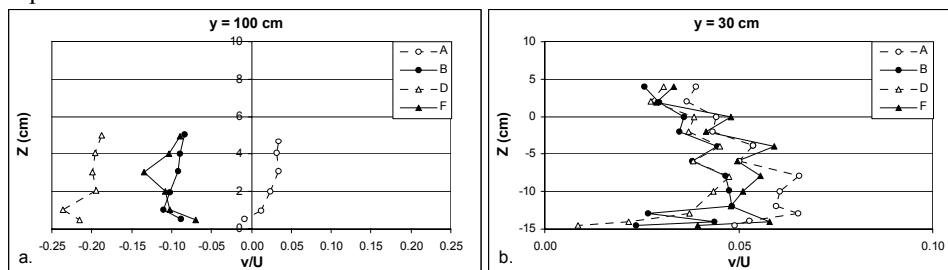 y = 100 cm
10
8
6
4
2
0
Z (cm)
-0.25 -0.20 -0.15 -0.10 -0.05 0.00 0.05 0.10 0.15 0.20 0.25
v/U
A
B
D
F
a.
y = 30 cm
15
10
5
0
-5
-10
-15
Z (cm)
0.00 0.05 0.10
v/U
A
B
D
F
b.